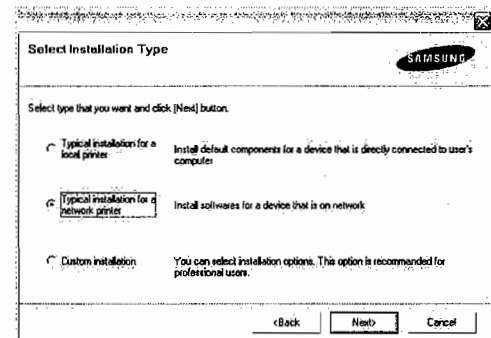 Select Installation Type
SAMSUNG
Select type that you want and click [Next] button.
Typical installation for a
local printer
Install default components for a device that is directly connected to user's
computer
Typical installation for a
network printer
Install softwares for a device that is on network
Custom installation
You can select installation options. This option is recommended for
professional users.
<Back
Next>
Cancel